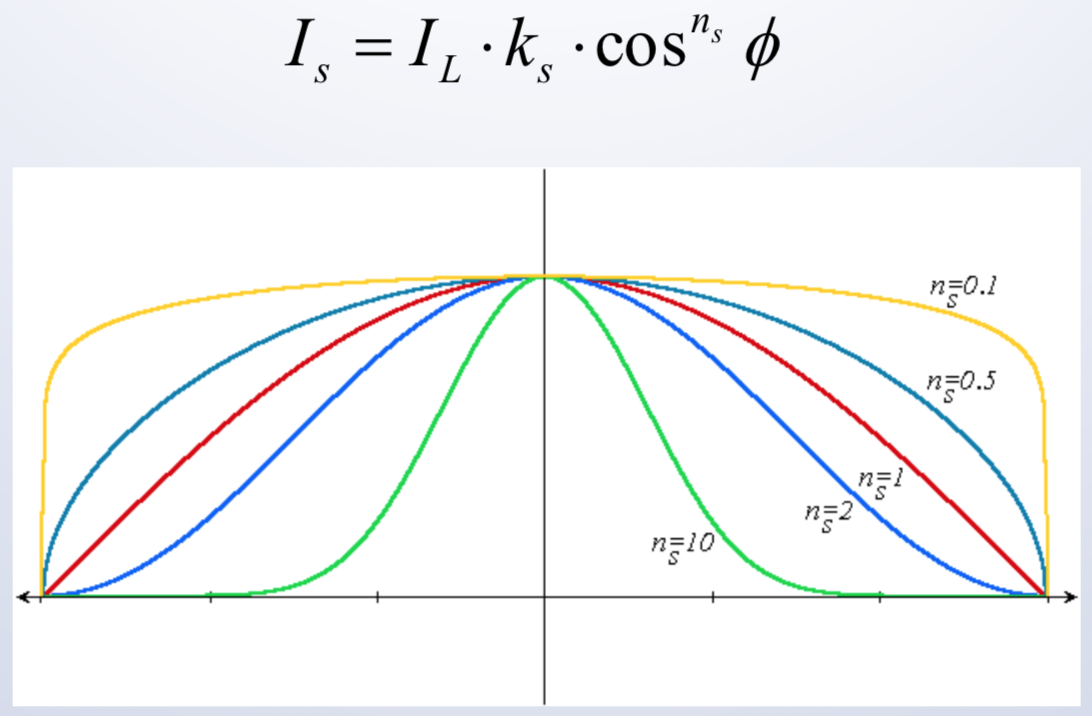 I_s = I_L · k_s · cos^{n_s} ϕ
n_s=0.1
n_s=0.5
n_s=1
n_s=2
n_s=10